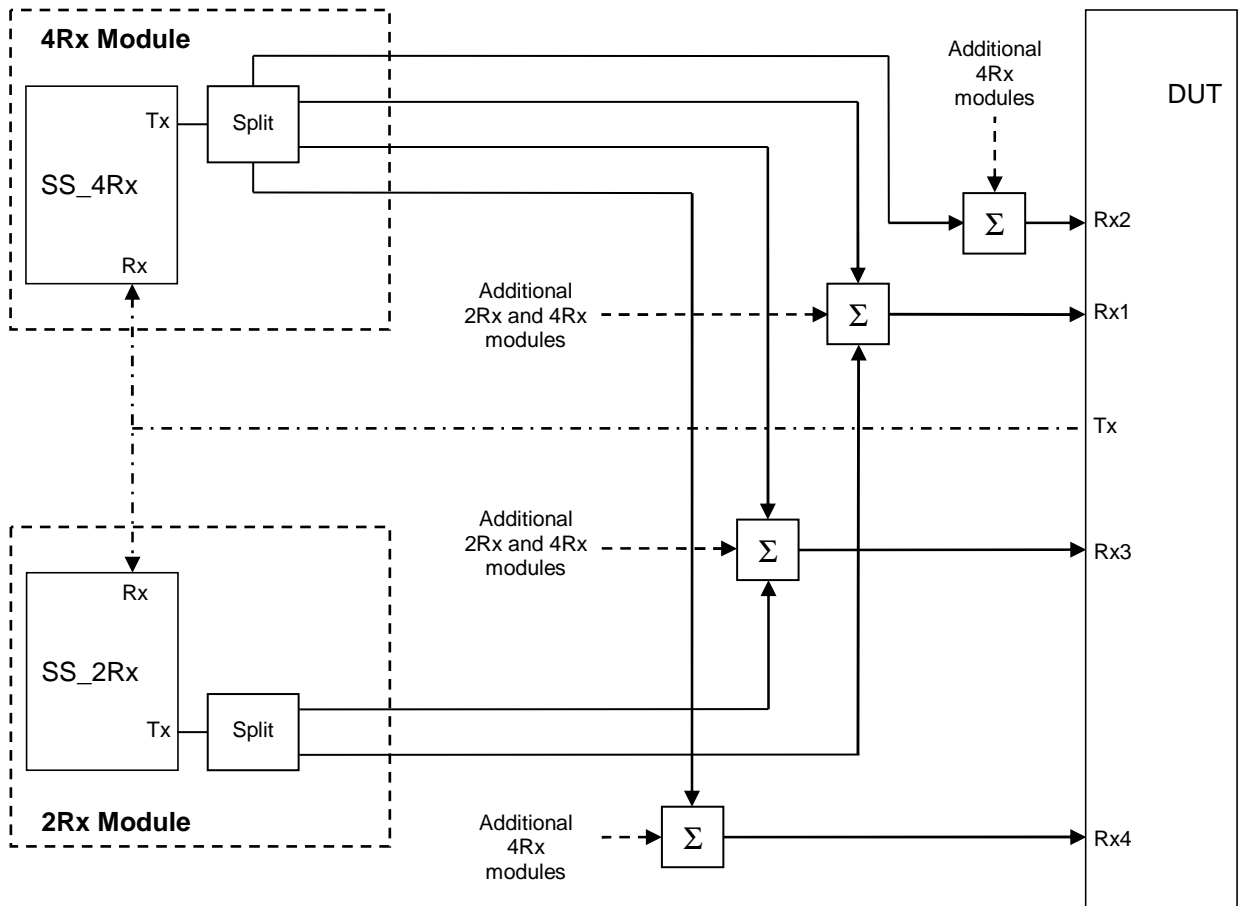 4Rx Module
Tx
Split
SS_4Rx
Rx
Additional
4Rx
modules
DUT
Σ
Rx2
Additional
2Rx and 4Rx
modules
Σ
Rx1
Tx
Additional
2Rx and 4Rx
modules
Σ
Rx3
Rx
SS_2Rx
Tx
Split
2Rx Module
Additional
4Rx
modules
Σ
Rx4